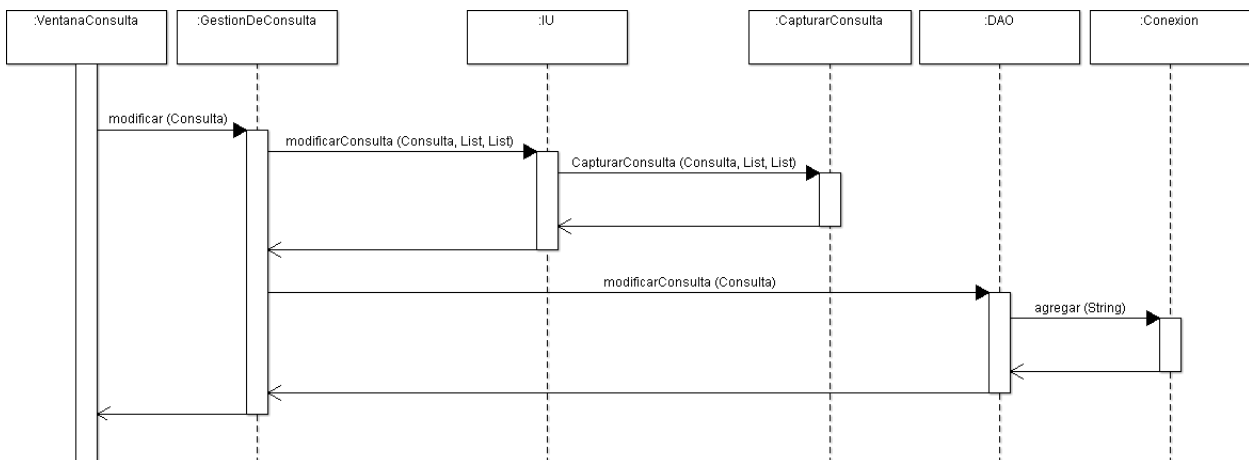 :VentanaConsulta
:GestionDeConsulta
:IU
:CapturarConsulta
:DAO
:Conexion
modificar (Consulta)
modificarConsulta (Consulta, List, List)
CapturarConsulta (Consulta, List, List)
modificarConsulta (Consulta)
agregar (String)